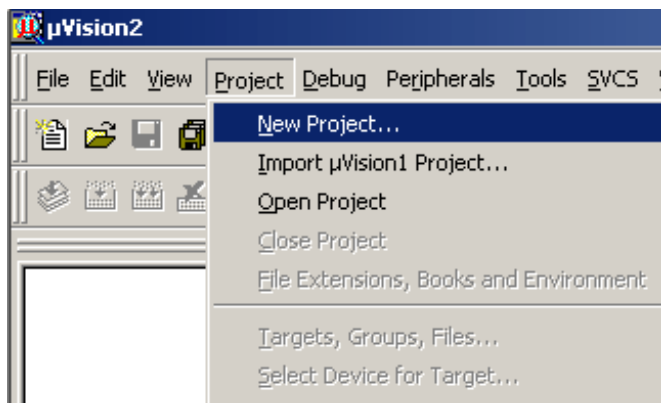 µVision2
File Edit View Project Debug Peripherals Tools SVCS
New Project...
Import µVision1 Project...
Open Project
Close Project
File Extensions, Books and Environment
Targets, Groups, Files...
Select Device for Target...